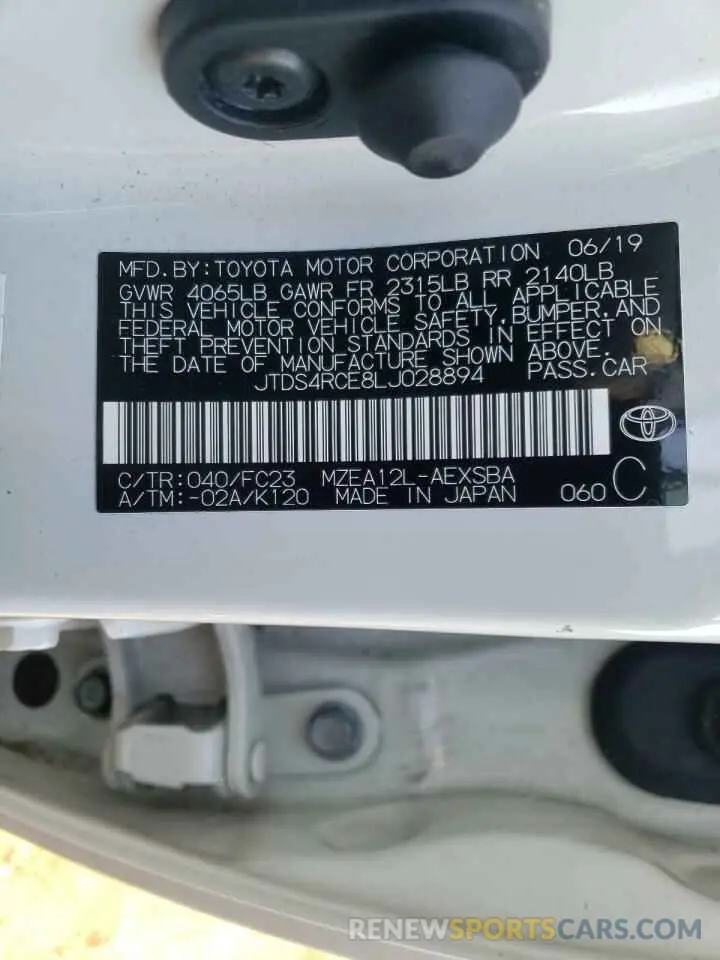 MFD.BY:TOYOTA MOTOR CORPORATION 06/19
GVWR 4065LB GAWR FR 2315LB RR 2140LB
THIS VEHICLE CONFORMS TO ALL APPLICABLE
FEDERAL MOTOR VEHICLE SAFETY,BUMPER,AND
THEFT PREVENTION STANDARDS IN EFFECT ON
THE DATE OF MANUFACTURE SHOWN ABOVE.
JTDS4RCE8LJ028894 PASS.CAR
C/TR:040/FC23 MZEA12L-AEXSBA
A/TM:-02A/K120 MADE IN JAPAN 060 C
RENEWSPORTSCARS.COM